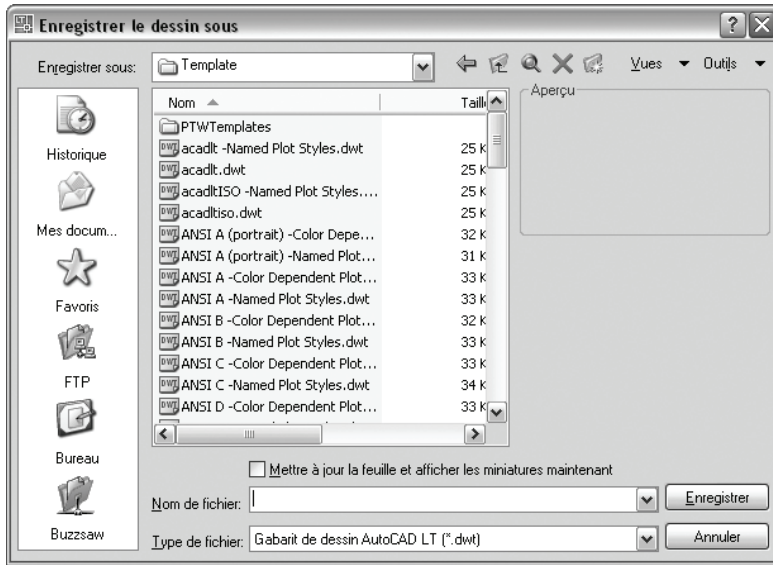 LT
Enregistrer le dessin sous
Enregistrer sous: Template Vues Outils
Historique
Mes docum...
Favoris
FTP
Bureau
Buzzsaw
Nom
PTWTemplates
acadlt -Named Plot Styles.dwt 25 K
acadlt.dwt 25 K
acadltISO -Named Plot Styles.... 25 K
acadltiso.dwt 25 K
ANSI A (portrait) -Color Depe... 32 K
ANSI A (portrait) -Named Plot... 31 K
ANSI A -Color Dependent Plot... 33 K
ANSI A -Named Plot Styles.dwt 33 K
ANSI B -Color Dependent Plot... 32 K
ANSI B -Named Plot Styles.dwt 33 K
ANSI C -Color Dependent Plot... 33 K
ANSI C -Named Plot Styles.dwt 34 K
ANSI D -Color Dependent Plot... 33 K
Aperçu
Mettre à jour la feuille et afficher les miniatures maintenant
Nom de fichier: Enregistrer
Type de fichier: Gabarit de dessin AutoCAD LT (*.dwt) Annuler